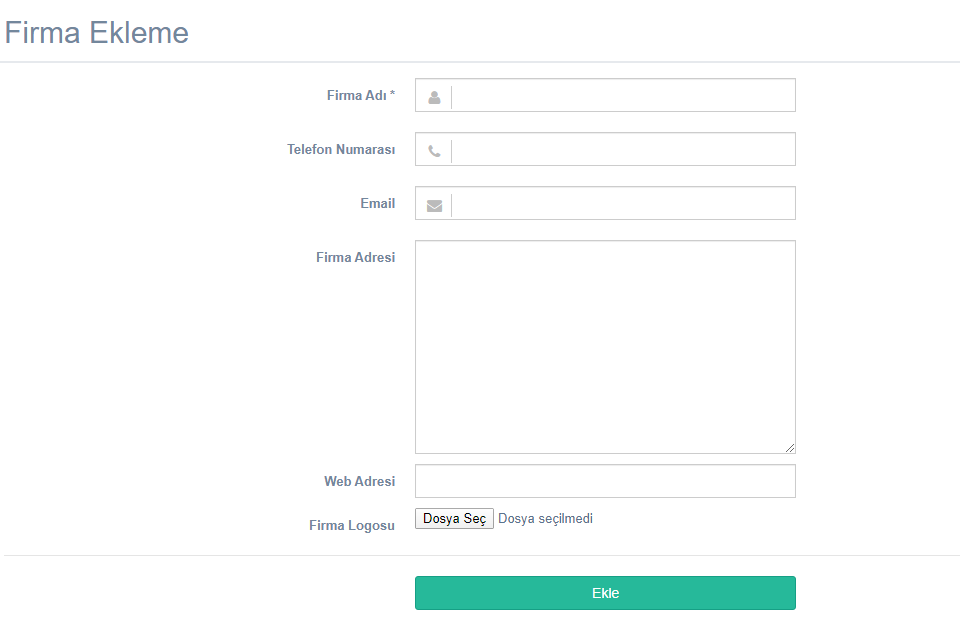 Firma Ekleme
Firma Adı *
Telefon Numarası
Email
Firma Adresi
Web Adresi
Firma Logosu
Dosya Seç Dosya seçilmedi
Ekle